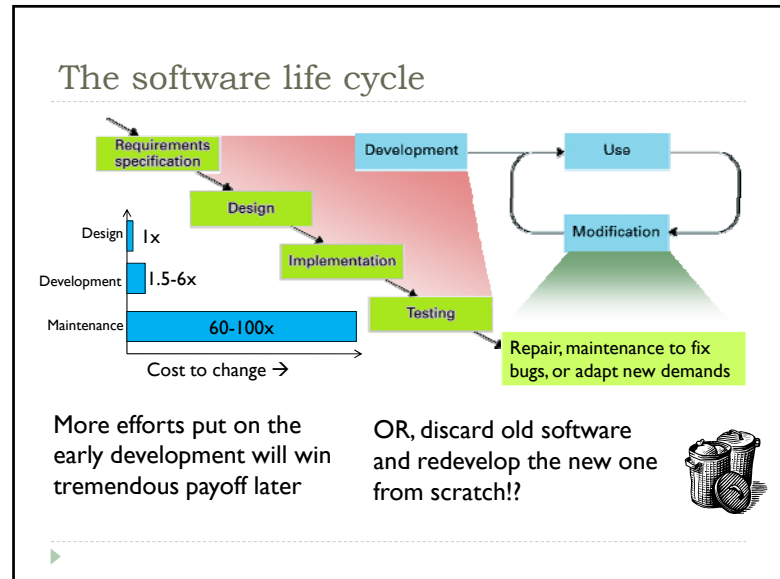 The software life cycle
Requirements
specification
Development
Use
Design
Modification
Implementation
Testing
Design
1x
Development
1.5-6x
Maintenance
60-100x
Cost to change →
Repair, maintenance to fix
bugs, or adapt new demands
More efforts put on the
early development will win
tremendous payoff later
OR, discard old software
and redevelop the new one
from scratch!?